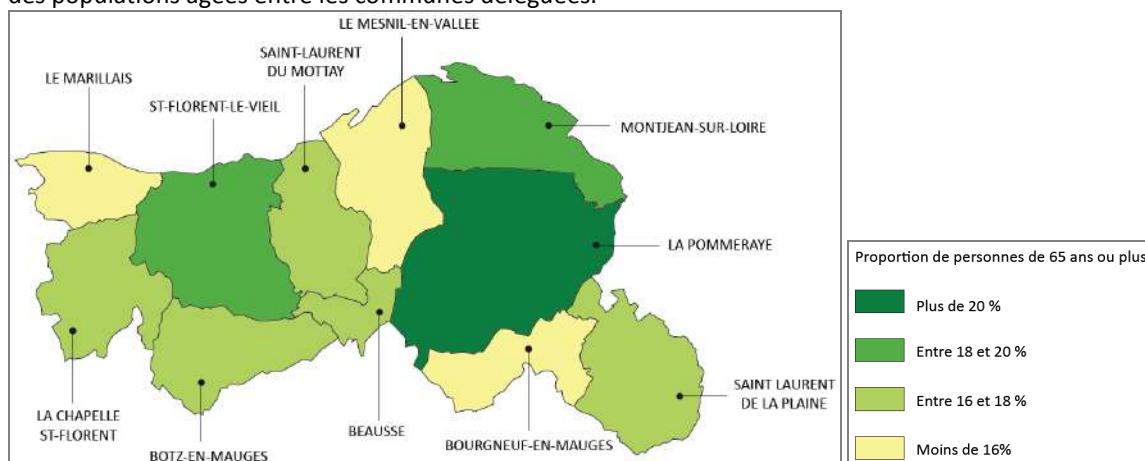 des populations âgées entre les communes déléguées.
LE MESNIL-EN-VALLEE
SAINT-LAURENT
DU MOTTAY
LE MARILLAIS
ST-FLORENT-LE-VIEIL
MONTJEAN-SUR-LOIRE
LA POMMERAYE
Proportion de personnes de 65 ans ou plus
Plus de 20 %
Entre 18 et 20 %
Entre 16 et 18 %
Moins de 16%
SAINT LAURENT
DE LA PLAINE
LA CHAPELLE
ST-FLORENT
BEAUSSE
BOURGNEUF-EN-MAUGES
BOTZ-EN-MAUGES